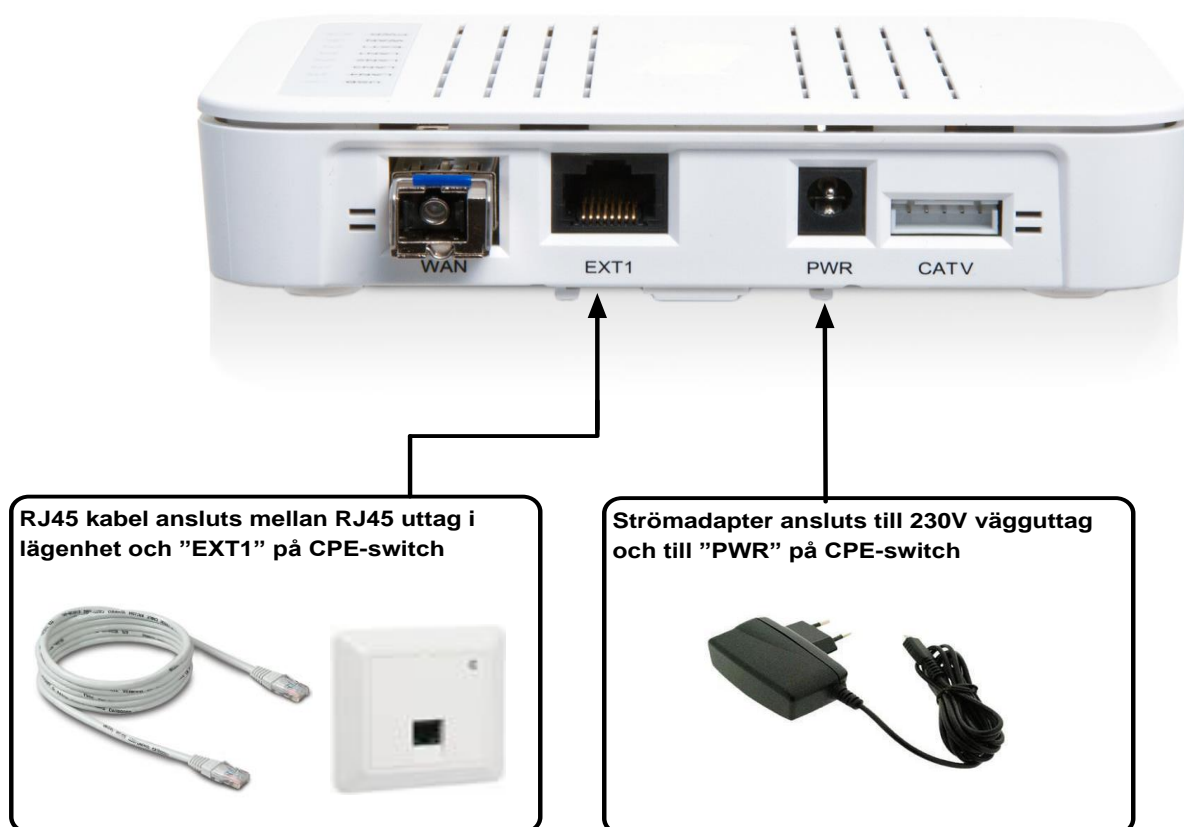 WAN
EXT1
PWR
CATV
RJ45 kabel ansluts mellan RJ45 uttag i
lägenhet och ”EXT1” på CPE-switch
Strömadapter ansluts till 230V vägguttag
och till ”PWR” på CPE-switch